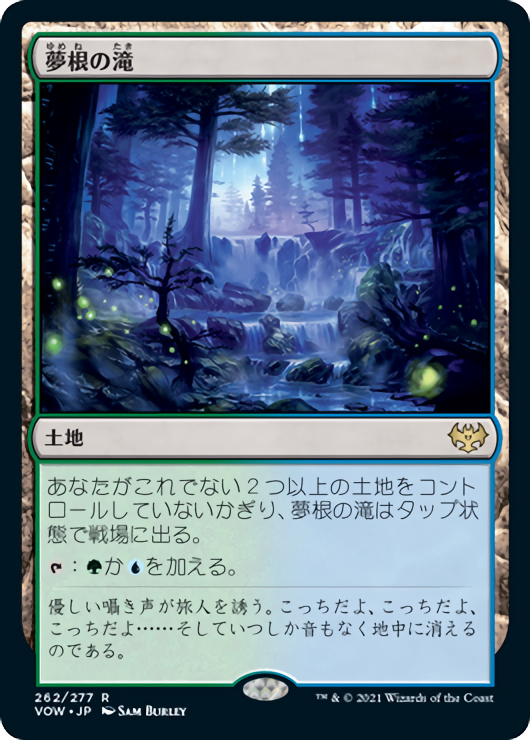 ゆめ ね たき
夢根の滝
土地
あなたがこれでない2つ以上の土地をコント
ロールしていないかぎり、夢根の滝はタップ状
態で戦場に出る。
:か を加える。
優しい囁き声が旅人を誘う。こっちだよ、こっちだよ、
こっちだよ……そしていつしか音もなく地中に消える
のである。
262/277 R
VOW・JP SAM BURLEY
™ & © 2021 Wizards of the Coast